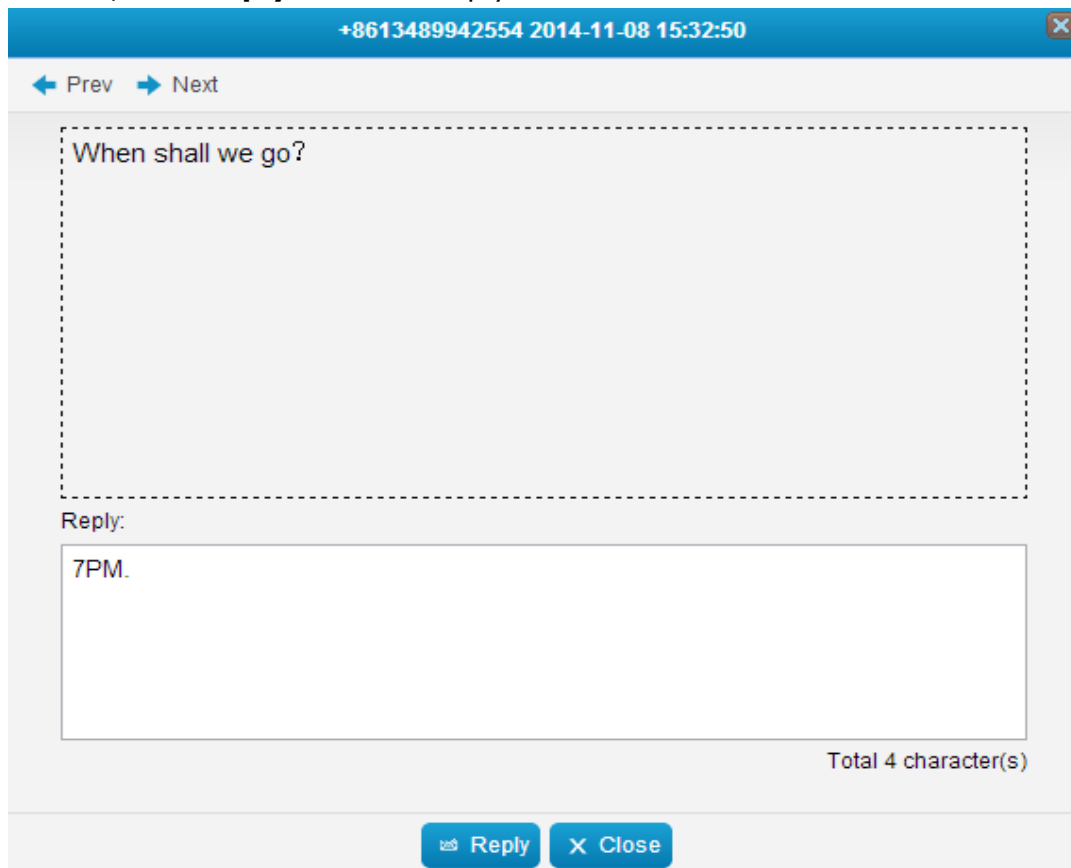 +8613489942554 2014-11-08 15:32:50
Prev Next
When shall we go?
Reply:
7PM.
Total 4 character(s)
Reply Close